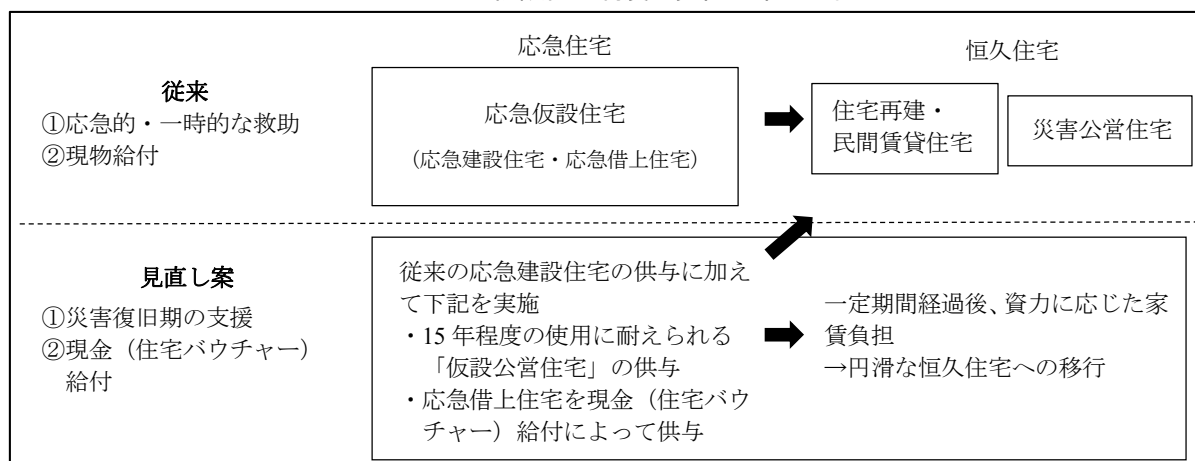 応急住宅
恒久住宅
従来
①応急的・一時的な救助
②現物給付
応急仮設住宅
(応急建設住宅・応急借上住宅)
住宅再建・
民間賃貸住宅
災害公営住宅
見直し案
①災害復旧期の支援
②現金（住宅バウチャー）
給付
従来の応急建設住宅の供与に加え
て下記を実施
・15 年程度の使用に耐えられる
「仮設公営住宅」の供与
・応急借上住宅を現金（住宅バウ
チャー）給付によって供与
一定期間経過後、資力に応じた家
賃負担
→円滑な恒久住宅への移行